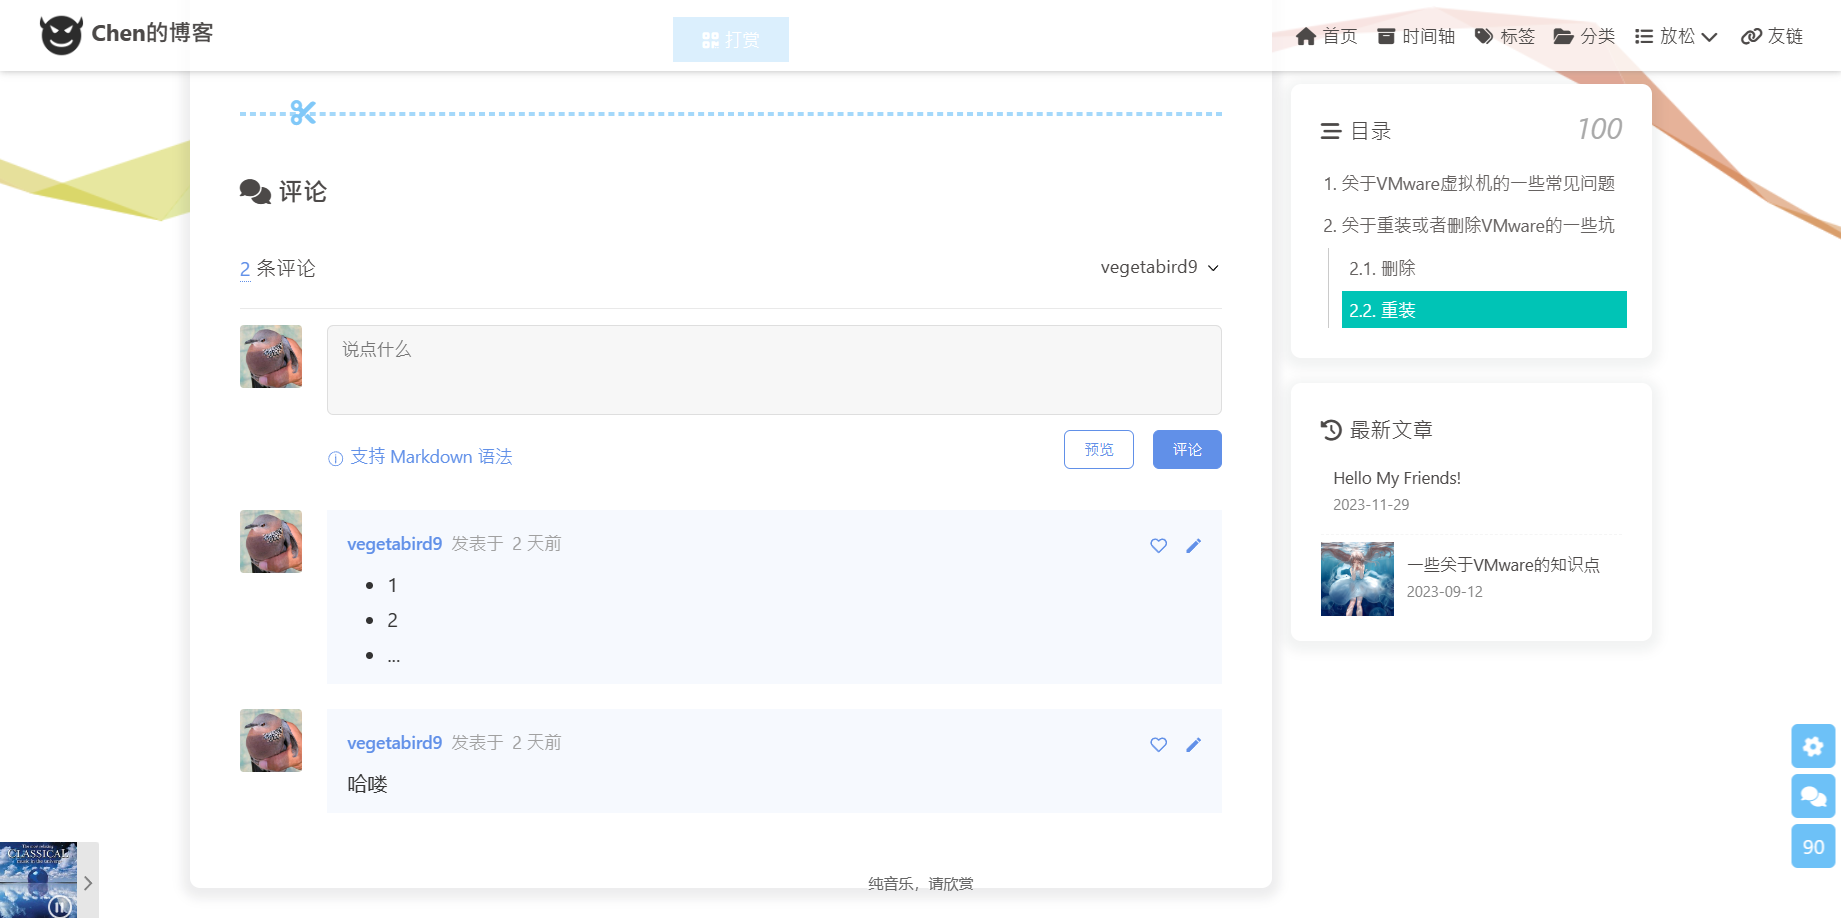 Chen的博客
打赏
首页
时间轴
标签
分类
放松
友链
评论
2 条评论
vegetabird9
说点什么
支持 Markdown 语法
预览
评论
vegetabird9 发表于 2 天前
1
2
...
vegetabird9 发表于 2 天前
哈喽
纯音乐，请欣赏
目录
100
1. 关于VMware虚拟机的一些常见问题
2. 关于重装或者删除VMware的一些坑
2.1. 删除
2.2. 重装
最新文章
Hello My Friends!
2023-11-29
一些关于VMware的知识点
2023-09-12
90
CLASSICAL